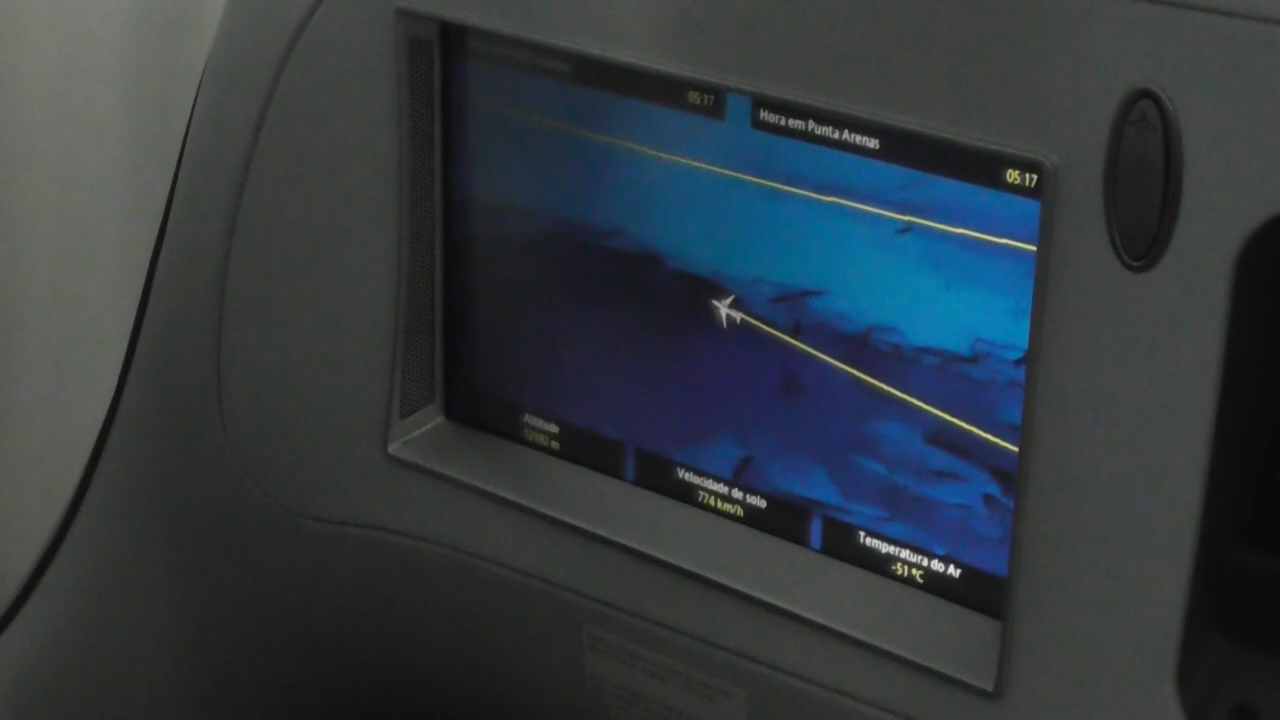 05:17
Hora em Punta Arenas
05:17
Altitude
Velocidade de solo
774 km/h
Temperatura do Ar
-51 °C